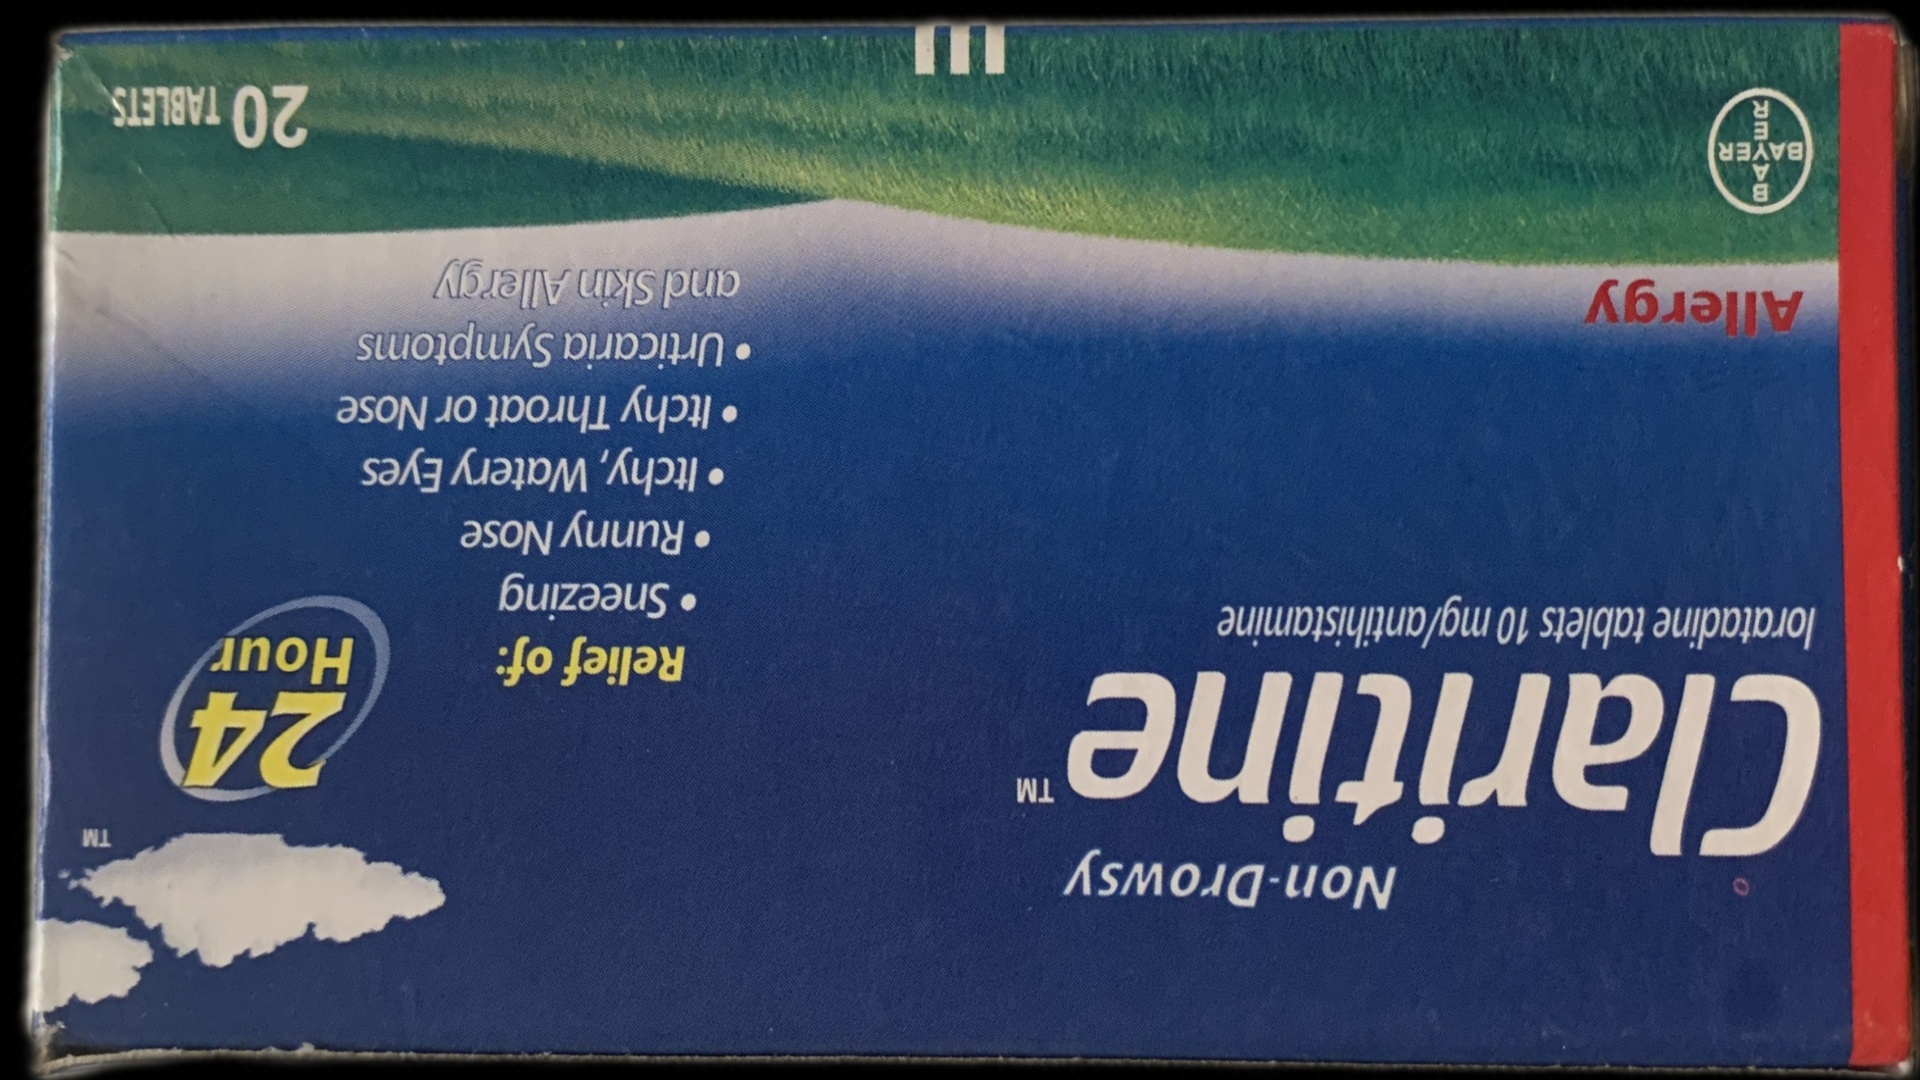 Non-Drowsy
Claritine™
loratadine tablets 10 mg/antihistamine
Allergy
BAYER
BAYER
TM
24
Hour
Relief of:
• Sneezing
• Runny Nose
• Itchy, Watery Eyes
• Itchy Throat or Nose
• Urticaria Symptoms
and Skin Allergy
20 TABLETS